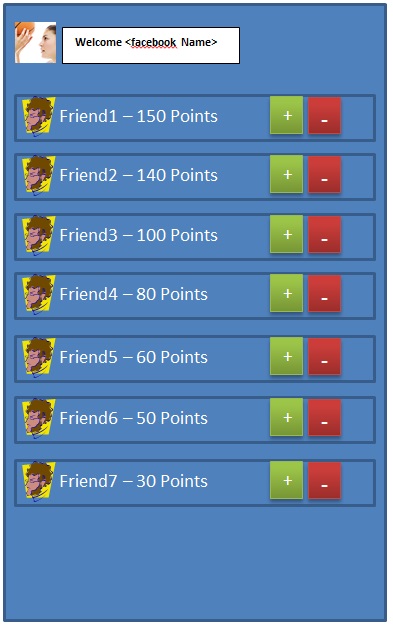 Welcome <facebook Name>
Friend1 – 150 Points + -
Friend2 – 140 Points + -
Friend3 – 100 Points + -
Friend4 – 80 Points + -
Friend5 – 60 Points + -
Friend6 – 50 Points + -
Friend7 – 30 Points + -